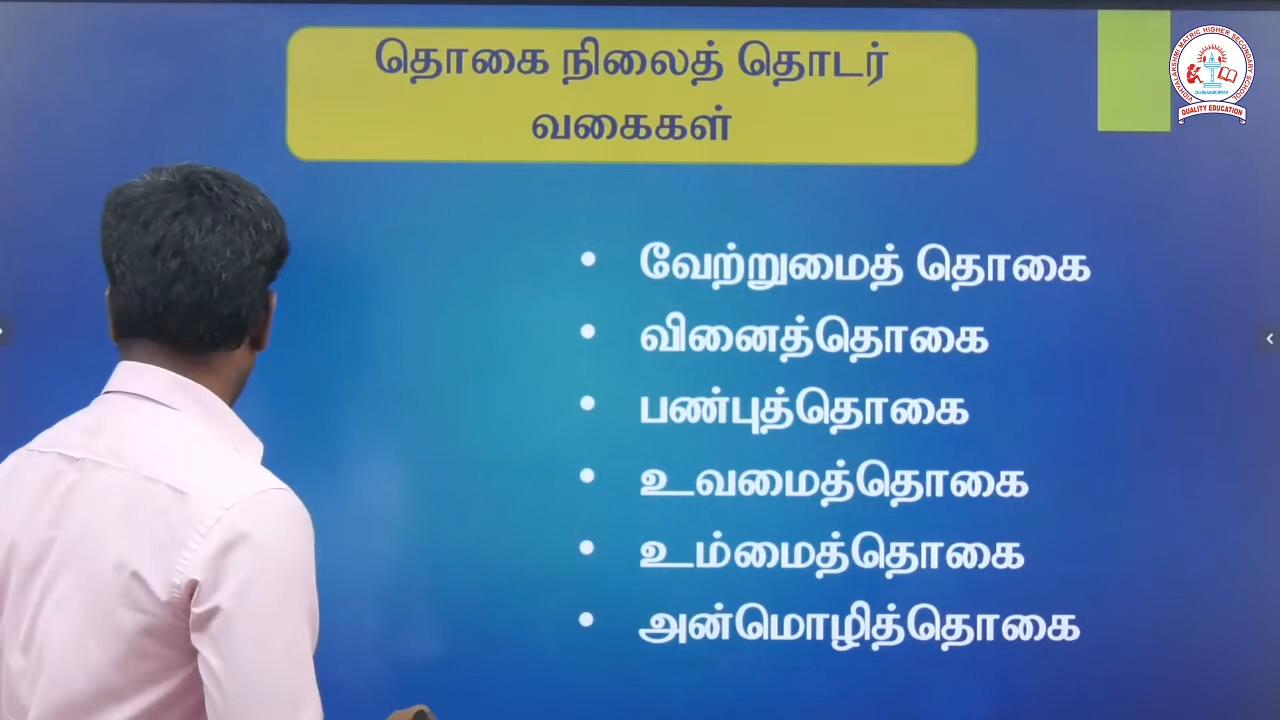 தொகை நிலைத் தொடர்
வகைகள்
• வேற்றுமைத் தொகை
• வினைத்தொகை
• பண்புத்தொகை
• உவமைத்தொகை
• உம்மைத்தொகை
• அன்மொழித்தொகை
QUALITY EDUCATION